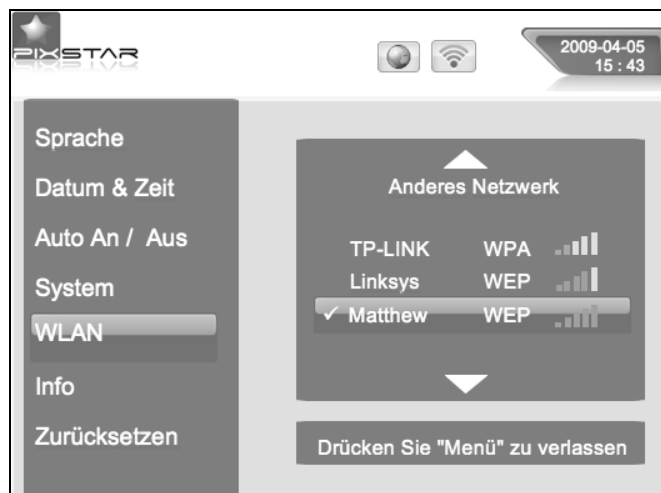 PIXSTAR
2009-04-05
15 : 43
Sprache
Datum & Zeit
Auto An / Aus
System
WLAN
Info
Zurücksetzen
Anderes Netzwerk
TP-LINK WPA
Linksys WEP
✓ Matthew WEP
Drücken Sie "Menü" zu verlassen